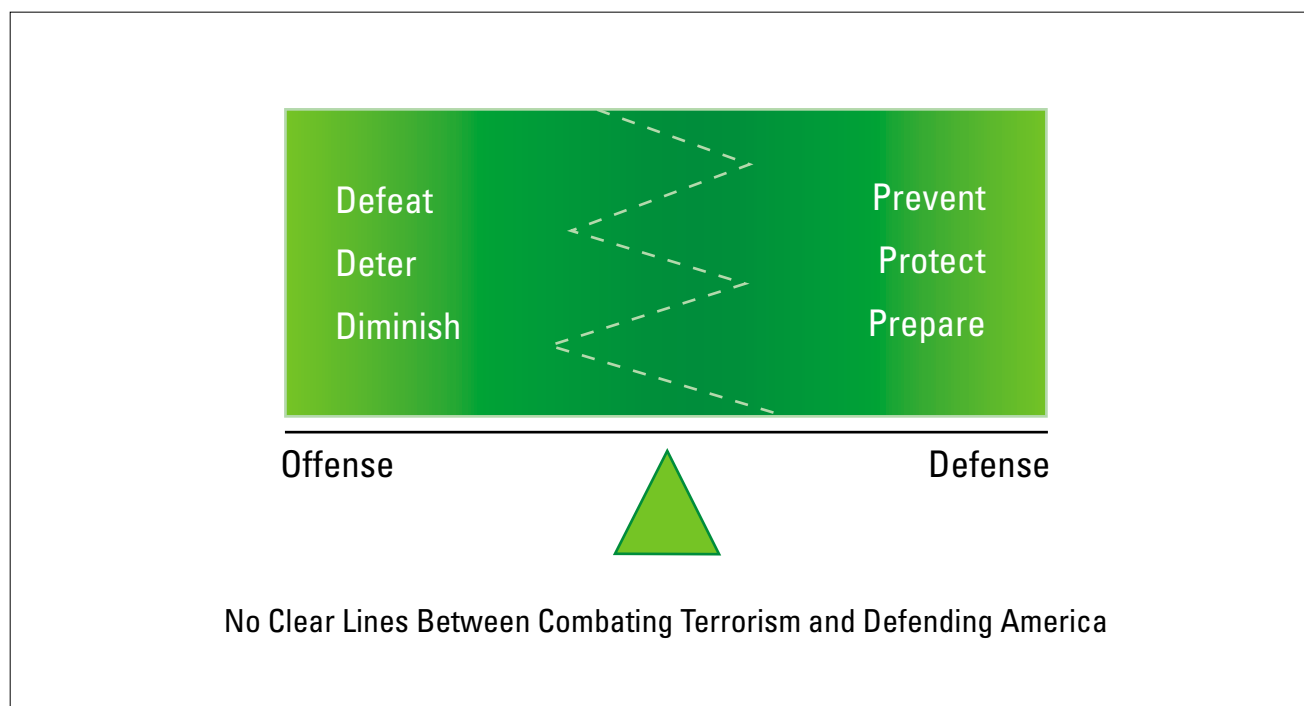 Defeat
Deter
Diminish
Prevent
Protect
Prepare
Offense
Defense
No Clear Lines Between Combating Terrorism and Defending America